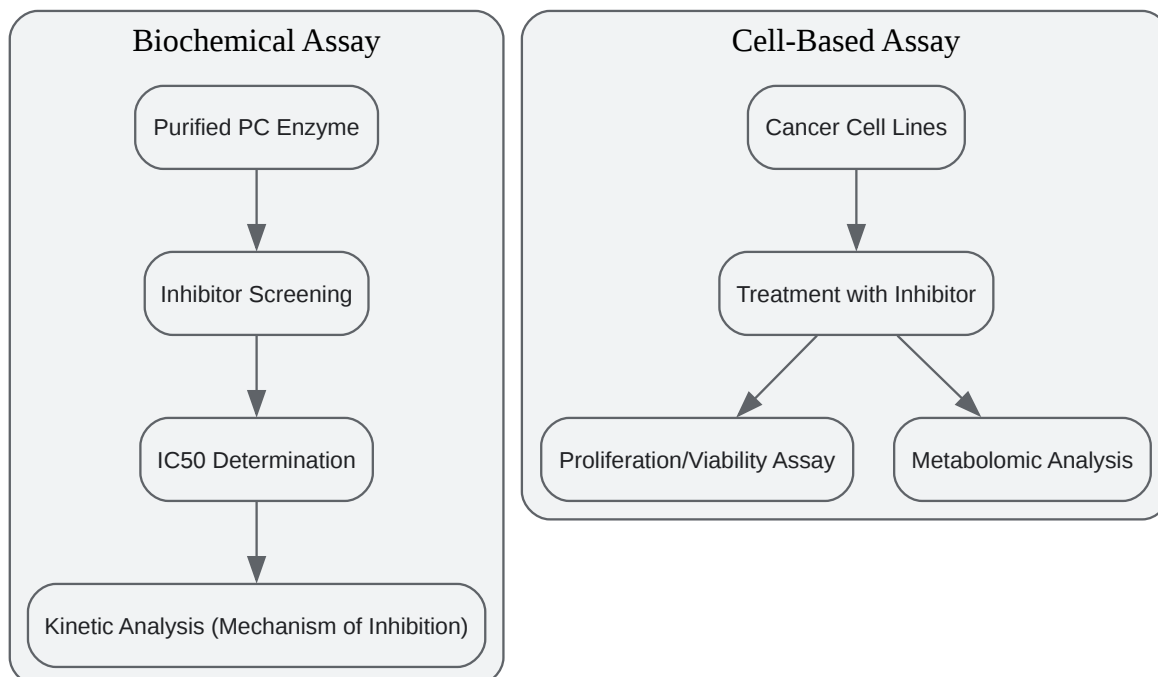 Biochemical Assay
Purified PC Enzyme
Inhibitor Screening
IC50 Determination
Kinetic Analysis (Mechanism of Inhibition)
Cell-Based Assay
Cancer Cell Lines
Treatment with Inhibitor
Proliferation/Viability Assay
Metabolomic Analysis